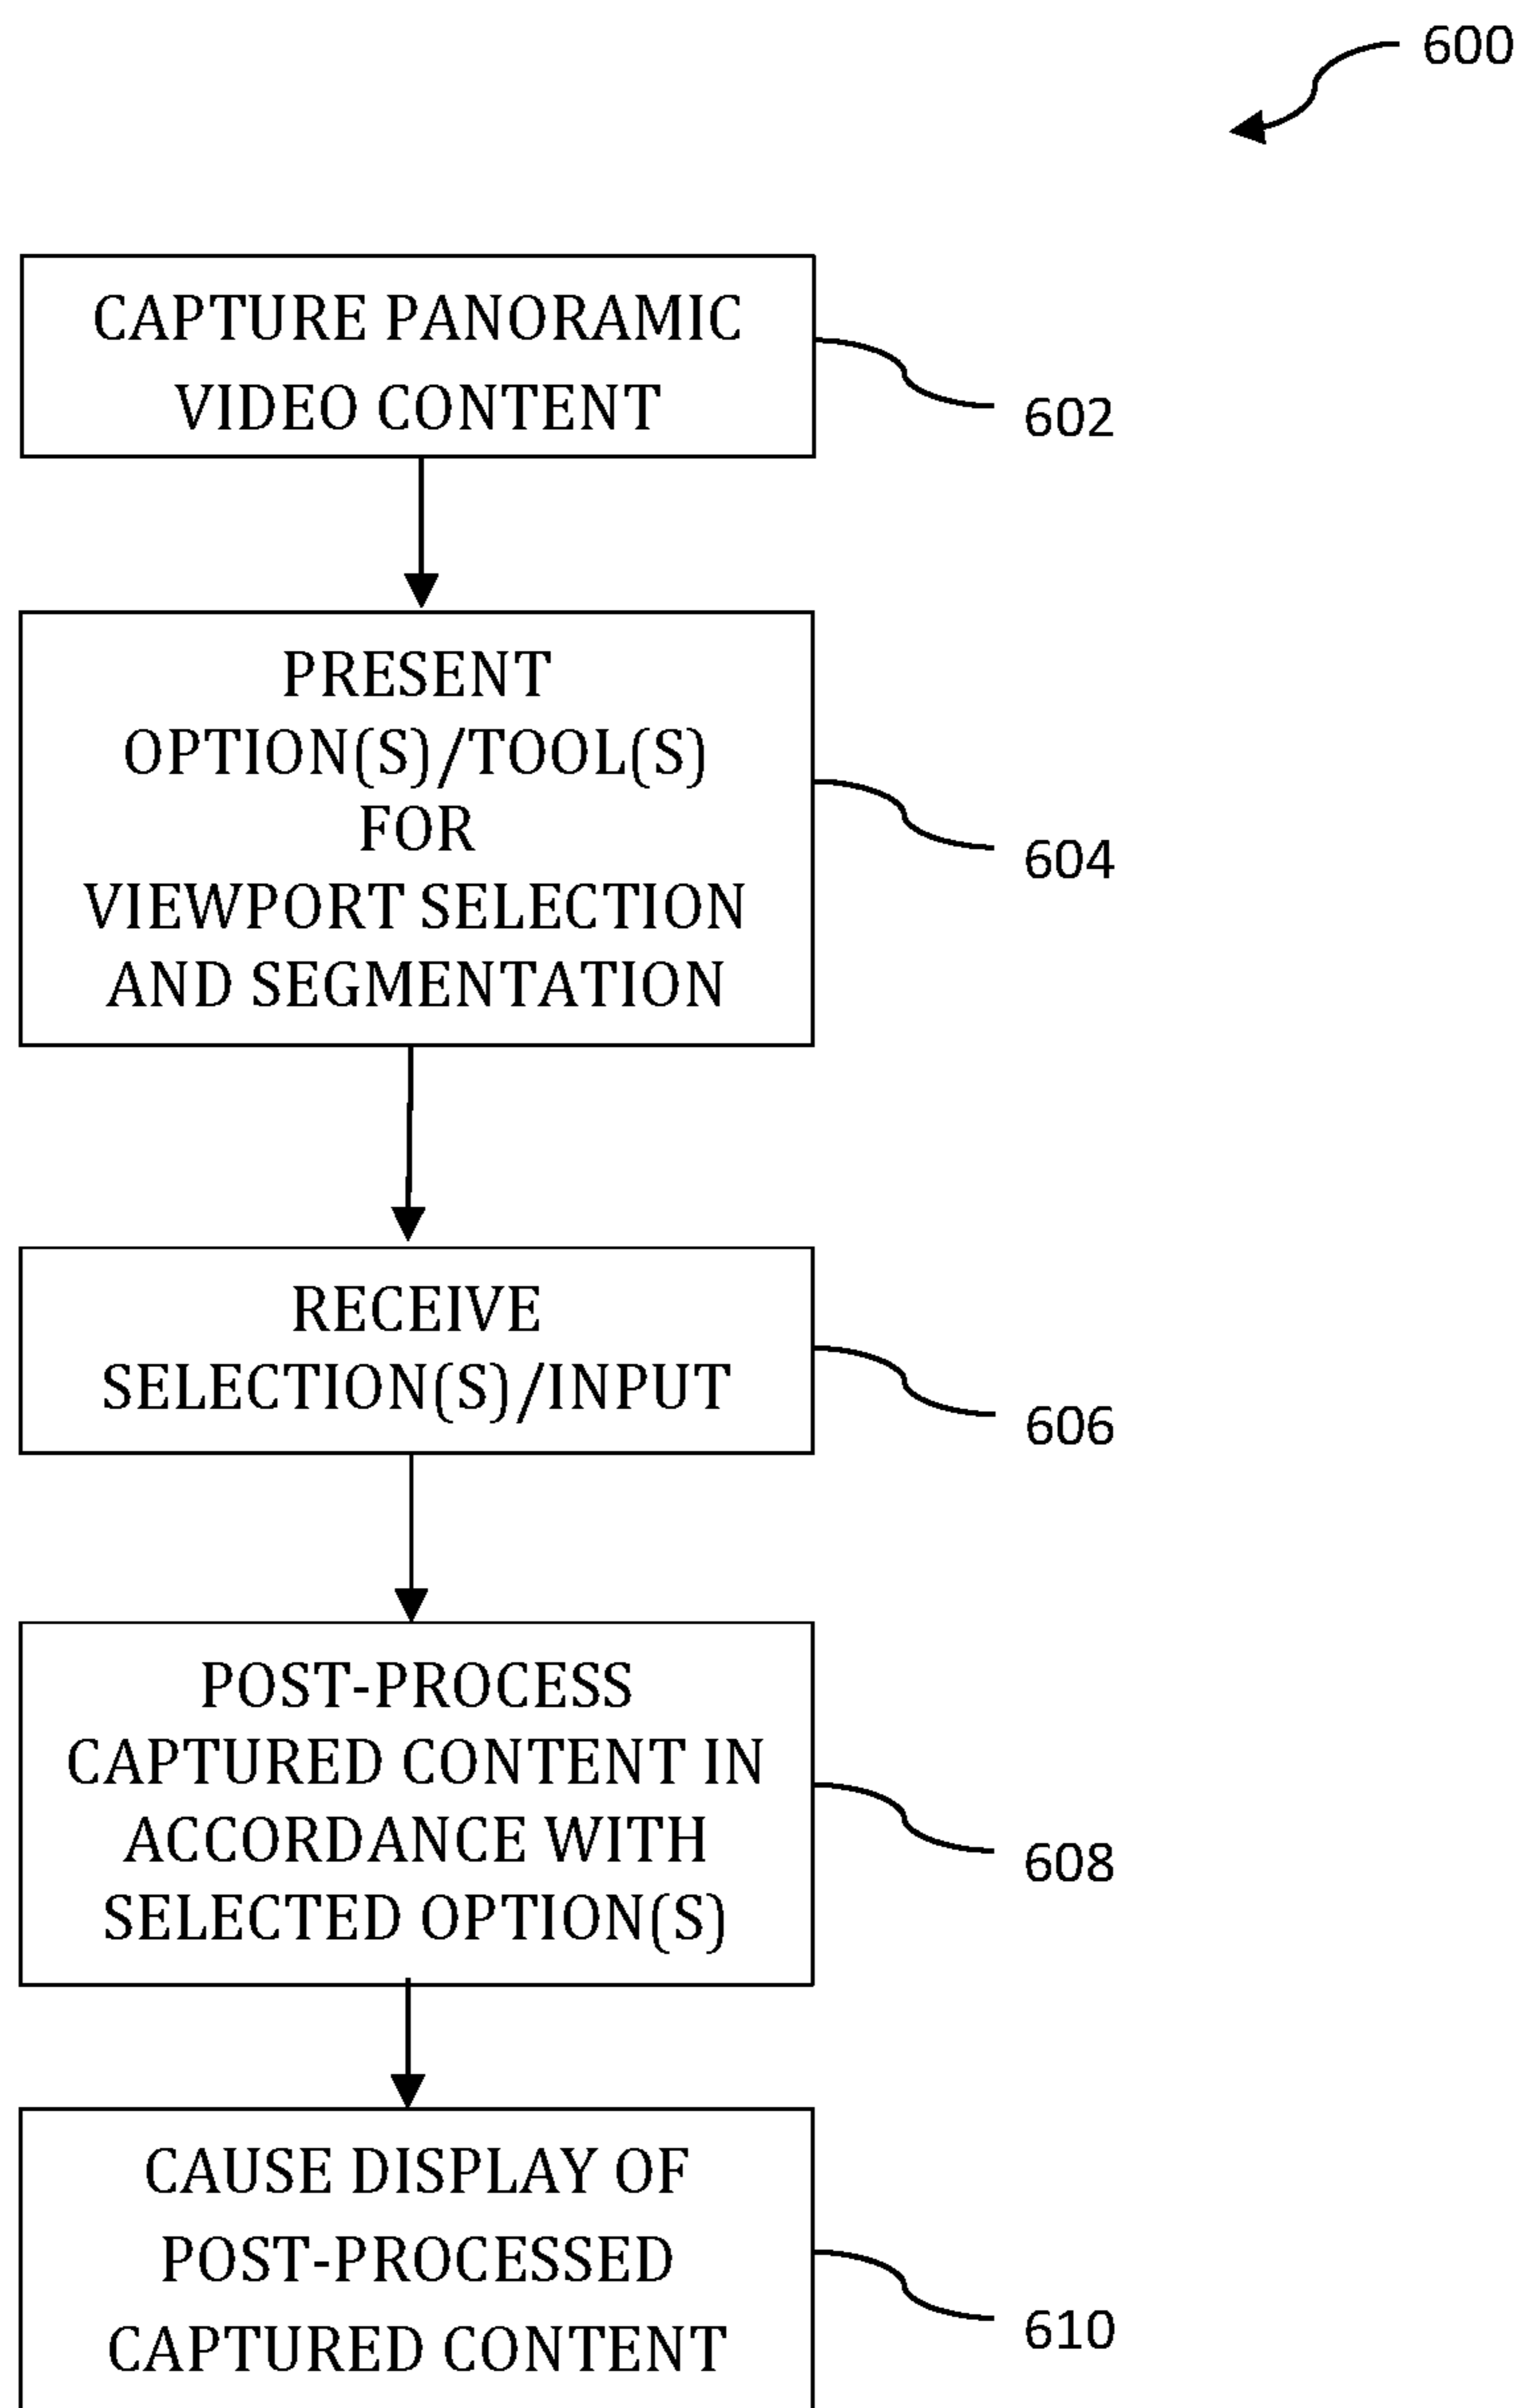 600
CAPTURE PANORAMIC
VIDEO CONTENT
602
PRESENT
OPTION(S)/TOOL(S)
FOR
VIEWPORT SELECTION
AND SEGMENTATION
604
RECEIVE
SELECTION(S)/INPUT
606
POST-PROCESS
CAPTURED CONTENT IN
ACCORDANCE WITH
SELECTED OPTION(S)
608
CAUSE DISPLAY OF
POST-PROCESSED
CAPTURED CONTENT
610